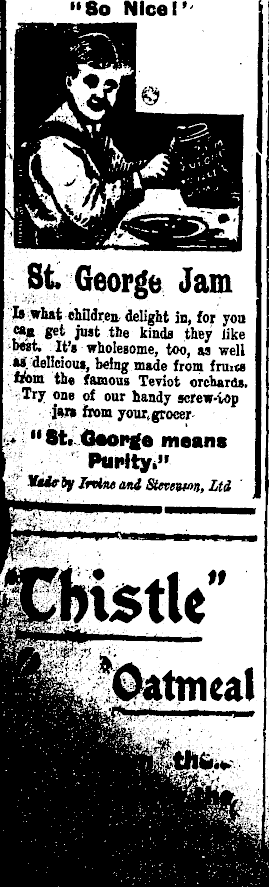 "So Nice!"
St. George Jam
Is what children delight in, for you
can get just the kinds they like
best. It's wholesome, too, as well
as delicious, being made from fruits
from the famous Teviot orchards.
Try one of our handy screw-top
jars from your grocer
"St. George means
Purity."
Made by Irvine and Stevenson, Ltd
"Thistle"
Oatmeal
the
the